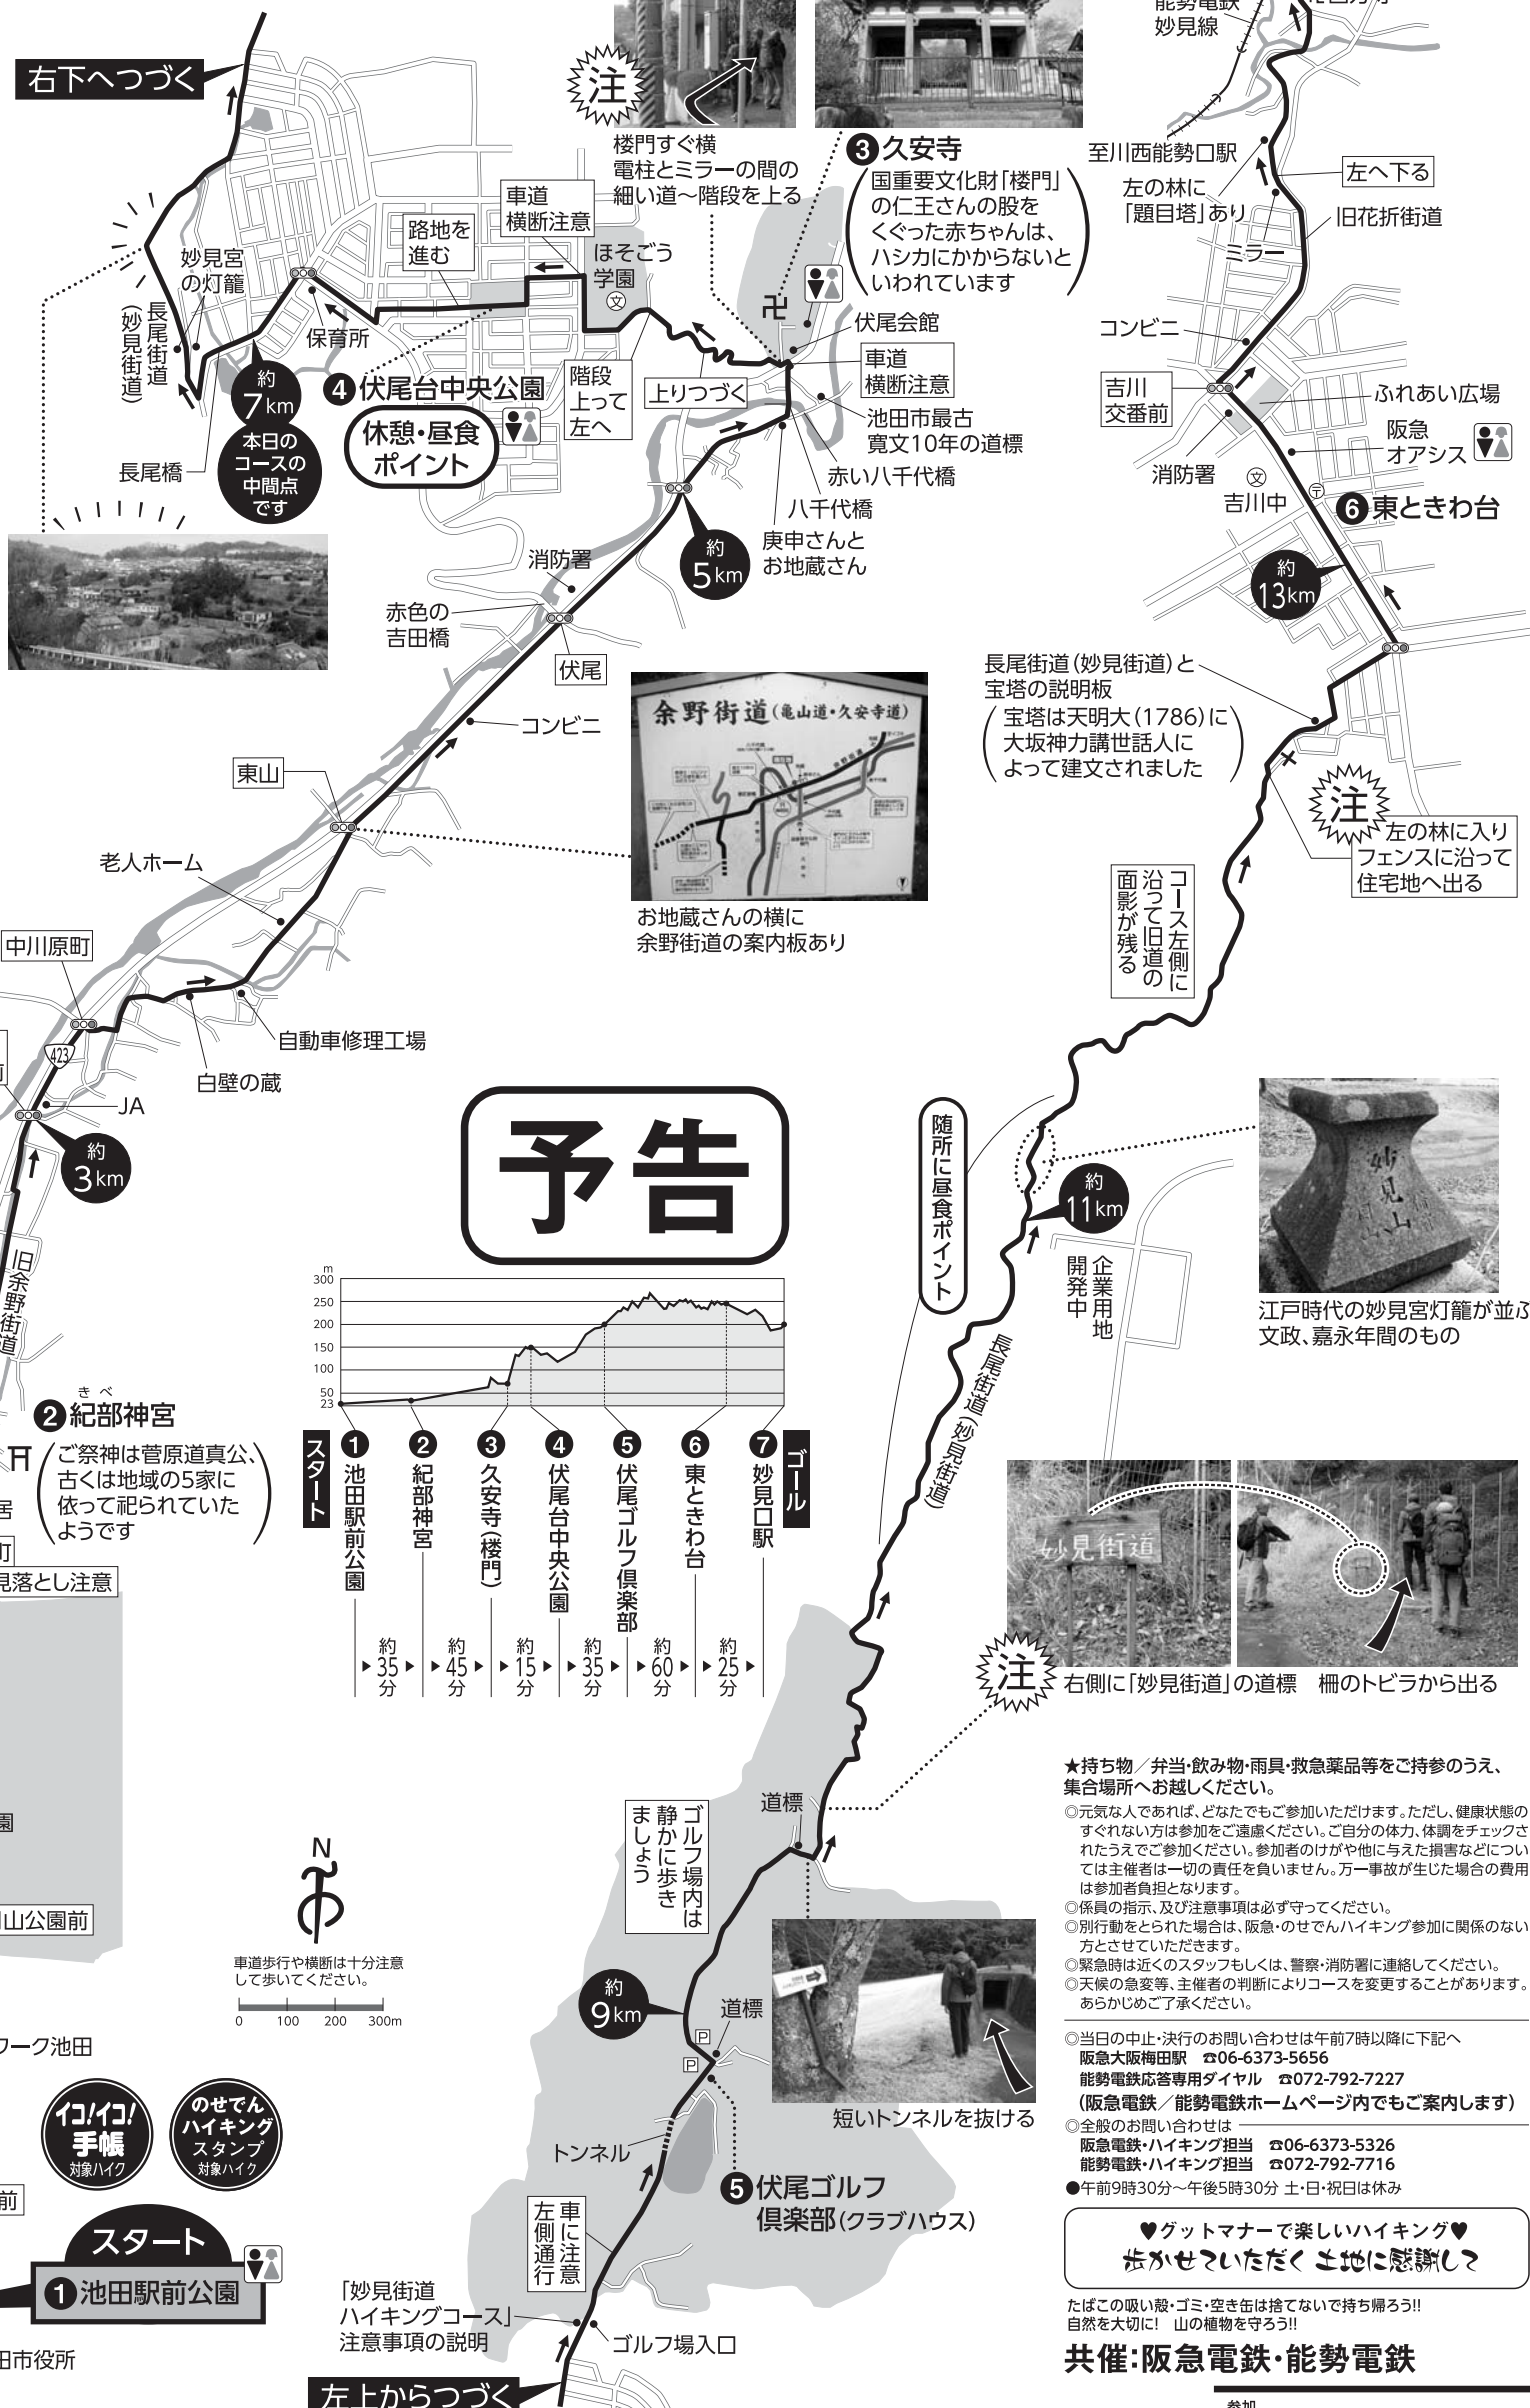 能勢電鉄
妙見線
右下へつづく
注
楼門すぐ横
電柱とミラーの間の
細い道～階段を上る
3 久安寺
国重要文化財「楼門」
の仁王さんの股を
くぐった赤ちゃんは、
ハシカにかからないと
いわれています
至川西能勢口駅
左の林に
「題目塔」あり
ミラー
左へ下る
旧花折街道
車道
横断注意
路地を
進む
ほそごう
学園
文
妙見宮
の灯籠
長尾街道
(妙見街道)
保育所
約
7km
本日の
コースの
中間点
です
長尾橋
4 伏尾台中央公園
休憩・昼食
ポイント
階段
上って
左へ
上りつづく
伏尾会館
車道
横断注意
池田市最古
寛文10年の道標
赤い八千代橋
八千代橋
庚申さんと
お地蔵さん
約
5km
コンビニ
吉川
交番前
ふれあい広場
阪急
オアシス
消防署
文
吉川中
6 東ときわ台
約
13km
消防署
赤色の
吉田橋
伏尾
コンビニ
東山
余野街道(亀山道・久安寺道)
お地蔵さんの横に
余野街道の案内板あり
長尾街道(妙見街道)と
宝塔の説明板
宝塔は天明大(1786)に
大坂神力講世話人に
よって建文されました
注
左の林に入り
フェンスに沿って
住宅地へ出る
コース左側に
沿って旧道の
面影が残る
老人ホーム
中川原町
自動車修理工場
白壁の蔵
423
JA
約
3km
旧余野街道
予告
随所に昼食ポイント
約
11km
企業用地
開発中
妙見山
江戸時代の妙見宮灯籠が並ぶ
文政、嘉永年間のもの
長尾街道(妙見街道)
m
300
250
200
150
100
50
23
スタート
1 池田駅前公園
2 紀部神宮
3 久安寺(楼門)
4 伏尾台中央公園
5 伏尾ゴルフ倶楽部
6 東ときわ台
7 妙見口駅
ゴール
約35分
約45分
約15分
約35分
約60分
約25分
きべ
2 紀部神宮
ご祭神は菅原道真公、
古くは地域の5家に
依って祀られていた
ようです
居
町
見落とし注意
妙見街道
注
右側に「妙見街道」の道標　柵のトビラから出る
園
山公園前
N
車道歩行や横断は十分注意
して歩いてください。
0 100 200 300m
ワーク池田
イコ!イコ!
手帳
対象ハイク
のせでん
ハイキング
スタンプ
対象ハイク
前
スタート
1 池田駅前公園
田市役所
道標
ゴルフ場内は
静かに歩き
ましょう
約
9km
道標
P
P
短いトンネルを抜ける
トンネル
5 伏尾ゴルフ
倶楽部(クラブハウス)
車に注意
左側通行
「妙見街道
ハイキングコース」
注意事項の説明
ゴルフ場入口
左上からつづく
★持ち物／弁当・飲み物・雨具・救急薬品等をご持参のうえ、
集合場所へお越しください。
◎元気な人であれば、どなたでもご参加いただけます。ただし、健康状態の
すぐれない方は参加をご遠慮ください。ご自分の体力、体調をチェックさ
れたうえでご参加ください。参加者のけがや他に与えた損害などについ
ては主催者は一切の責任を負いません。万一事故が生じた場合の費用
は参加者負担となります。
◎係員の指示、及び注意事項は必ず守ってください。
◎別行動をとられた場合は、阪急・のせでんハイキング参加に関係のない
方とさせていただきます。
◎緊急時は近くのスタッフもしくは、警察・消防署に連絡してください。
◎天候の急変等、主催者の判断によりコースを変更することがあります。
あらかじめご了承ください。
◎当日の中止・決行のお問い合わせは午前7時以降に下記へ
阪急大阪梅田駅　☎06-6373-5656
能勢電鉄応答専用ダイヤル　☎072-792-7227
(阪急電鉄／能勢電鉄ホームページ内でもご案内します)
◎全般のお問い合わせは
阪急電鉄・ハイキング担当　☎06-6373-5326
能勢電鉄・ハイキング担当　☎072-792-7716
●午前9時30分～午後5時30分 土・日・祝日は休み
♥グットマナーで楽しいハイキング♥
歩かせていただく 土地に感謝して
たばこの吸い殻・ゴミ・空き缶は捨てないで持ち帰ろう!!
自然を大切に!　山の植物を守ろう!!
共催:阪急電鉄・能勢電鉄